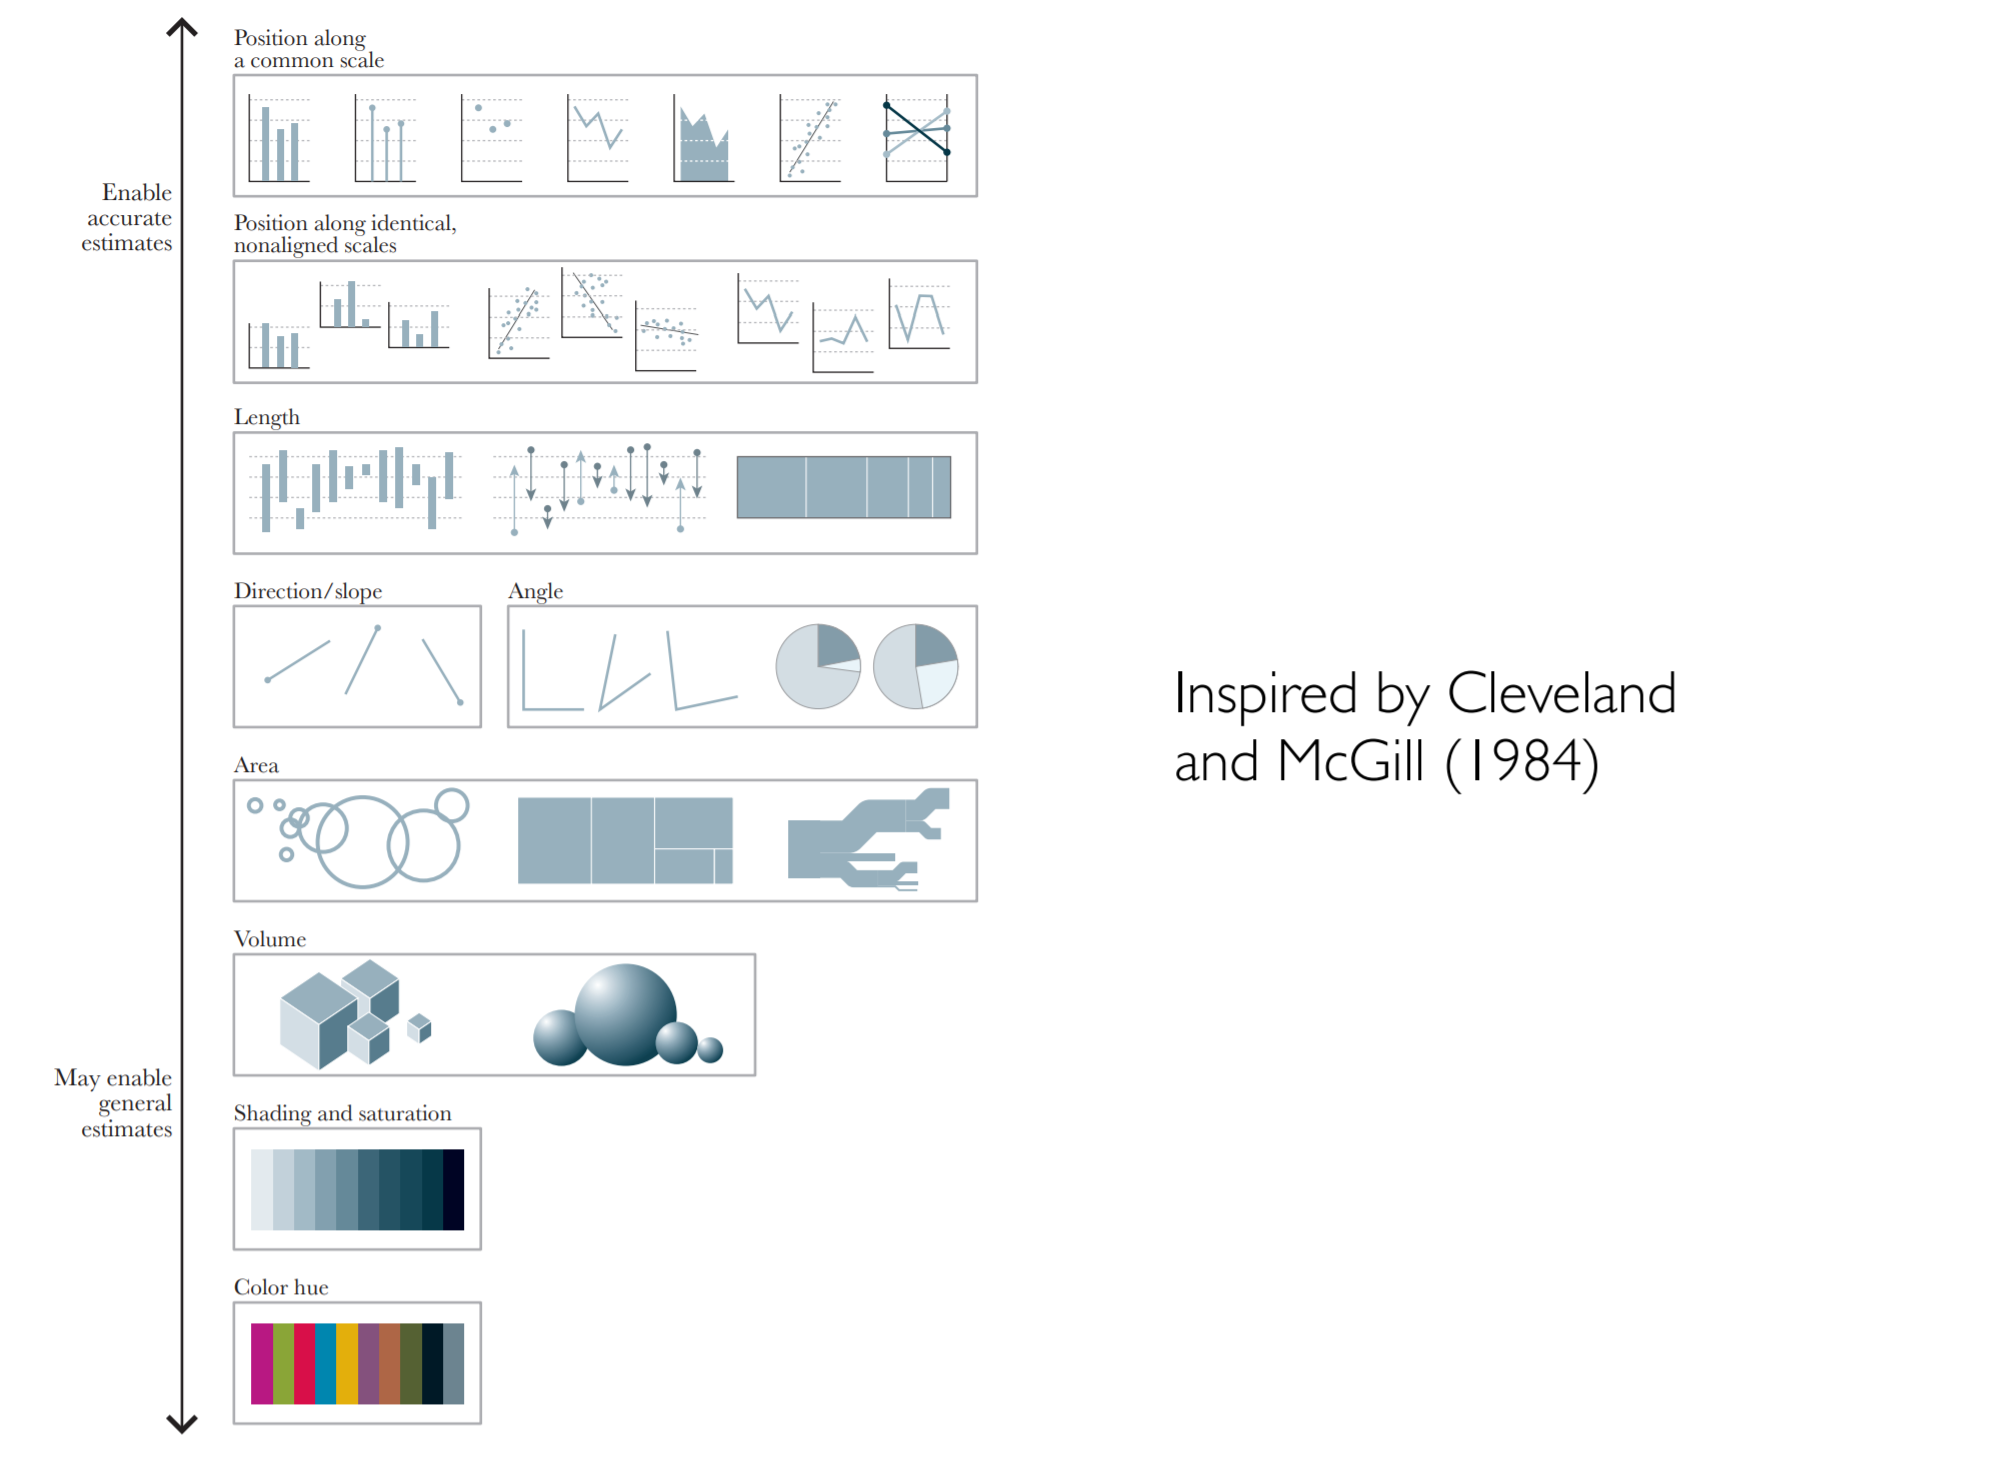 Position along
a common scale
Enable
accurate
estimates
Position along identical,
nonaligned scales
Length
Direction/slope
Angle
Area
Volume
May enable
general
estimates
Shading and saturation
Color hue
Inspired by Cleveland
and McGill (1984)